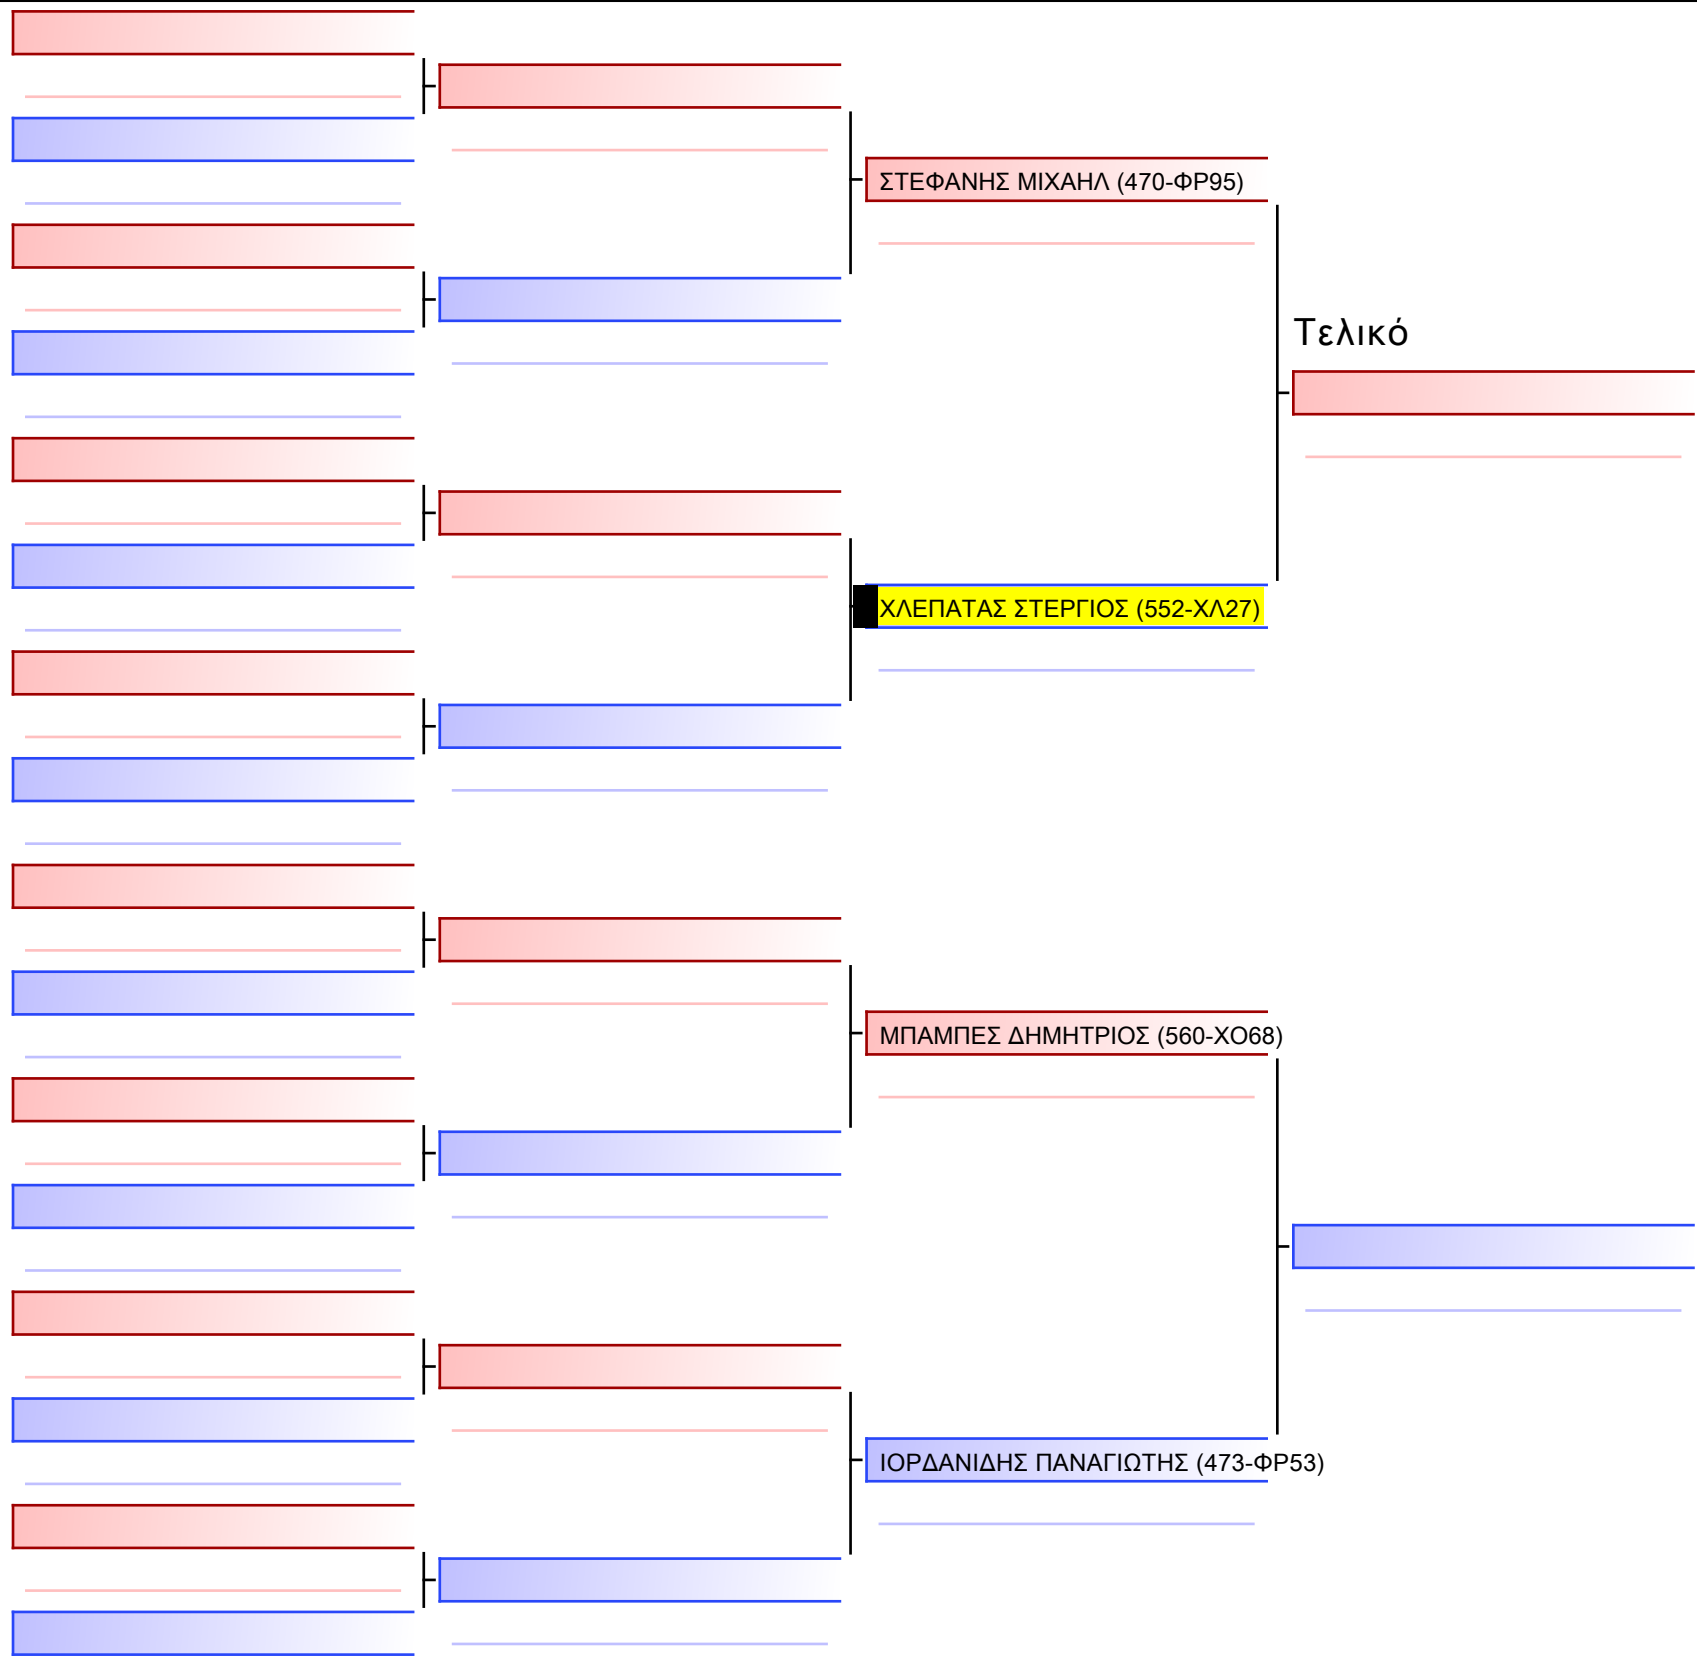 ΣΤΕΦΑΝΗΣ ΜΙΧΑΗΛ (470-ΦΡ95)
Τελικό
ΧΛΕΠΑΤΑΣ ΣΤΕΡΓΙΟΣ (552-ΧΛ27)
ΜΠΑΜΠΕΣ ΔΗΜΗΤΡΙΟΣ (560-ΧΟ68)
ΙΟΡΔΑΝΙΔΗΣ ΠΑΝΑΓΙΩΤΗΣ (473-ΦΡ53)